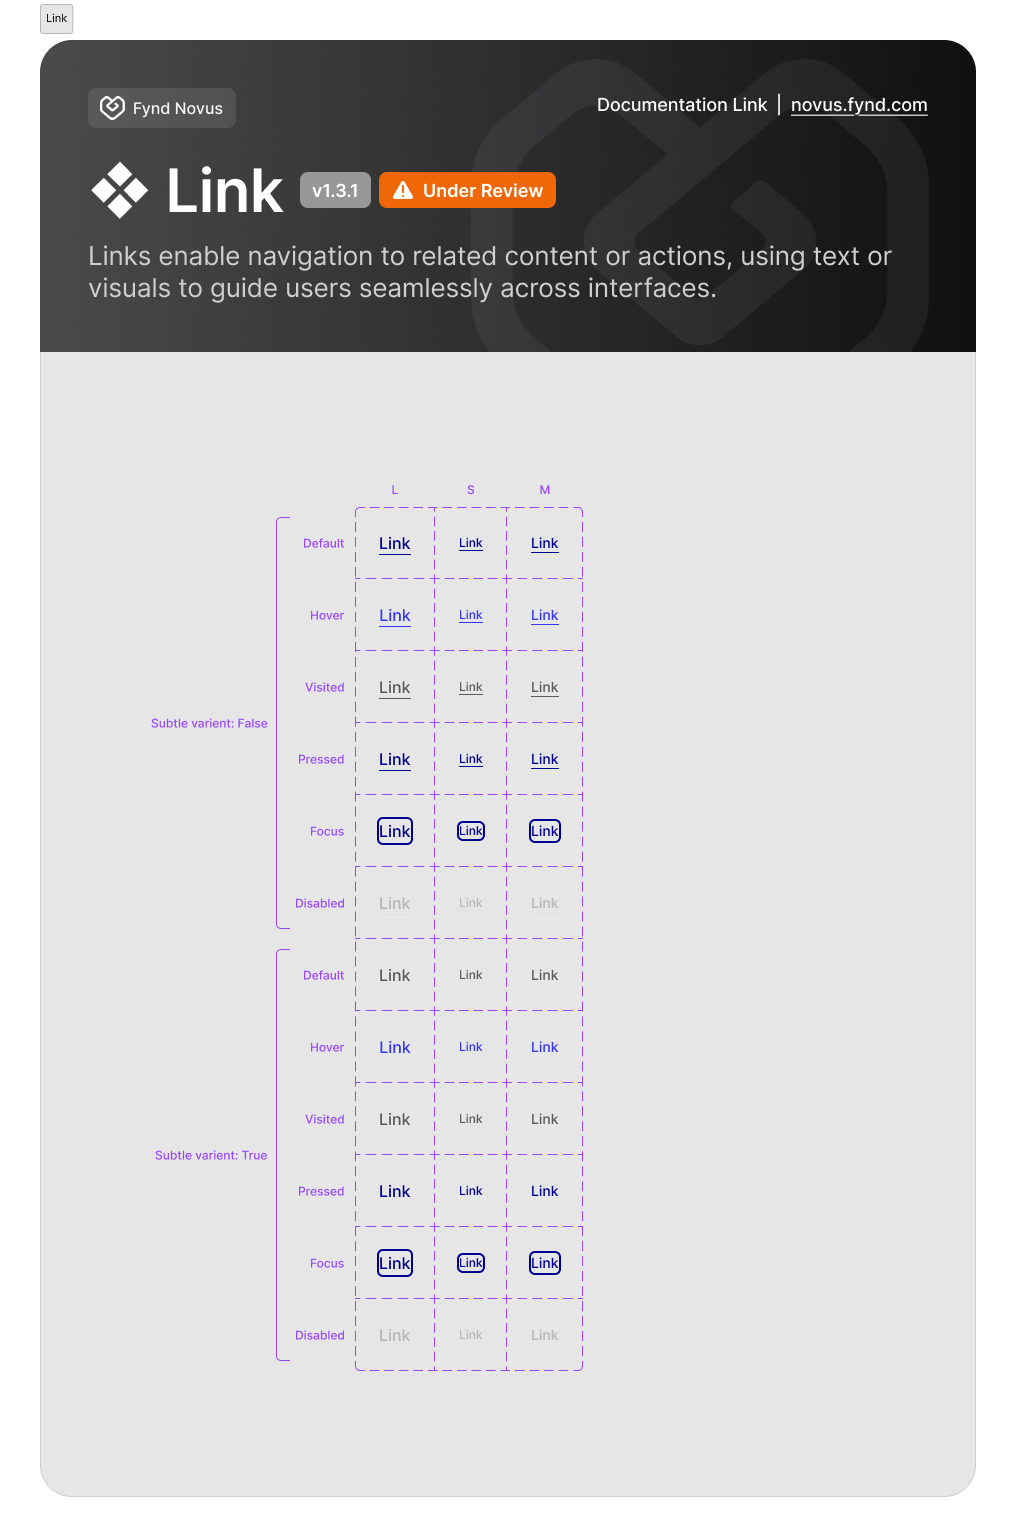 Link
Fynd Novus
Documentation Link | novus.fynd.com
Link v1.3.1 Under Review
Links enable navigation to related content or actions, using text or
visuals to guide users seamlessly across interfaces.
L S M
Default Link Link Link
Hover Link Link Link
Visited Link Link Link
Subtle varient: False
Pressed Link Link Link
Focus Link Link Link
Disabled Link Link Link
Default Link Link Link
Hover Link Link Link
Visited Link Link Link
Subtle varient: True
Pressed Link Link Link
Focus Link Link Link
Disabled Link Link Link